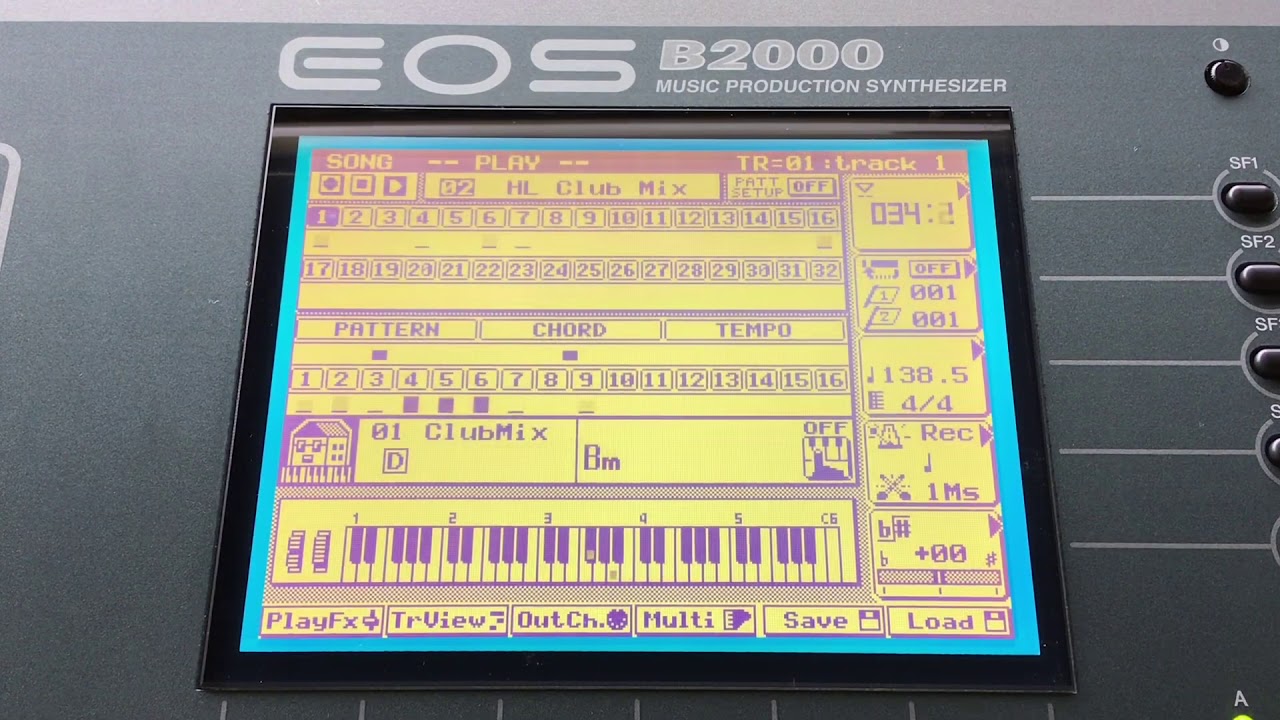 EOS B2000
MUSIC PRODUCTION SYNTHESIZER
SF1
SF2
SONG -- PLAY -- TR=01:track 1
02 HL Club Mix PATT SETUP OFF
1 2 3 4 5 6 7 8 9 10 11 12 13 14 15 16
034:2
17 18 19 20 21 22 23 24 25 26 27 28 29 30 31 32
OFF
1 001
2 001
PATTERN CHORD TEMPO
1 2 3 4 5 6 7 8 9 10 11 12 13 14 15 16
♩138.5
4/4
01 ClubMix
D
Bm
OFF
Rec
♩
1Ms
1 2 3 4 5 C6
b#
+00
b #
PlayFx TrView OutCh. Multi Save Load
A